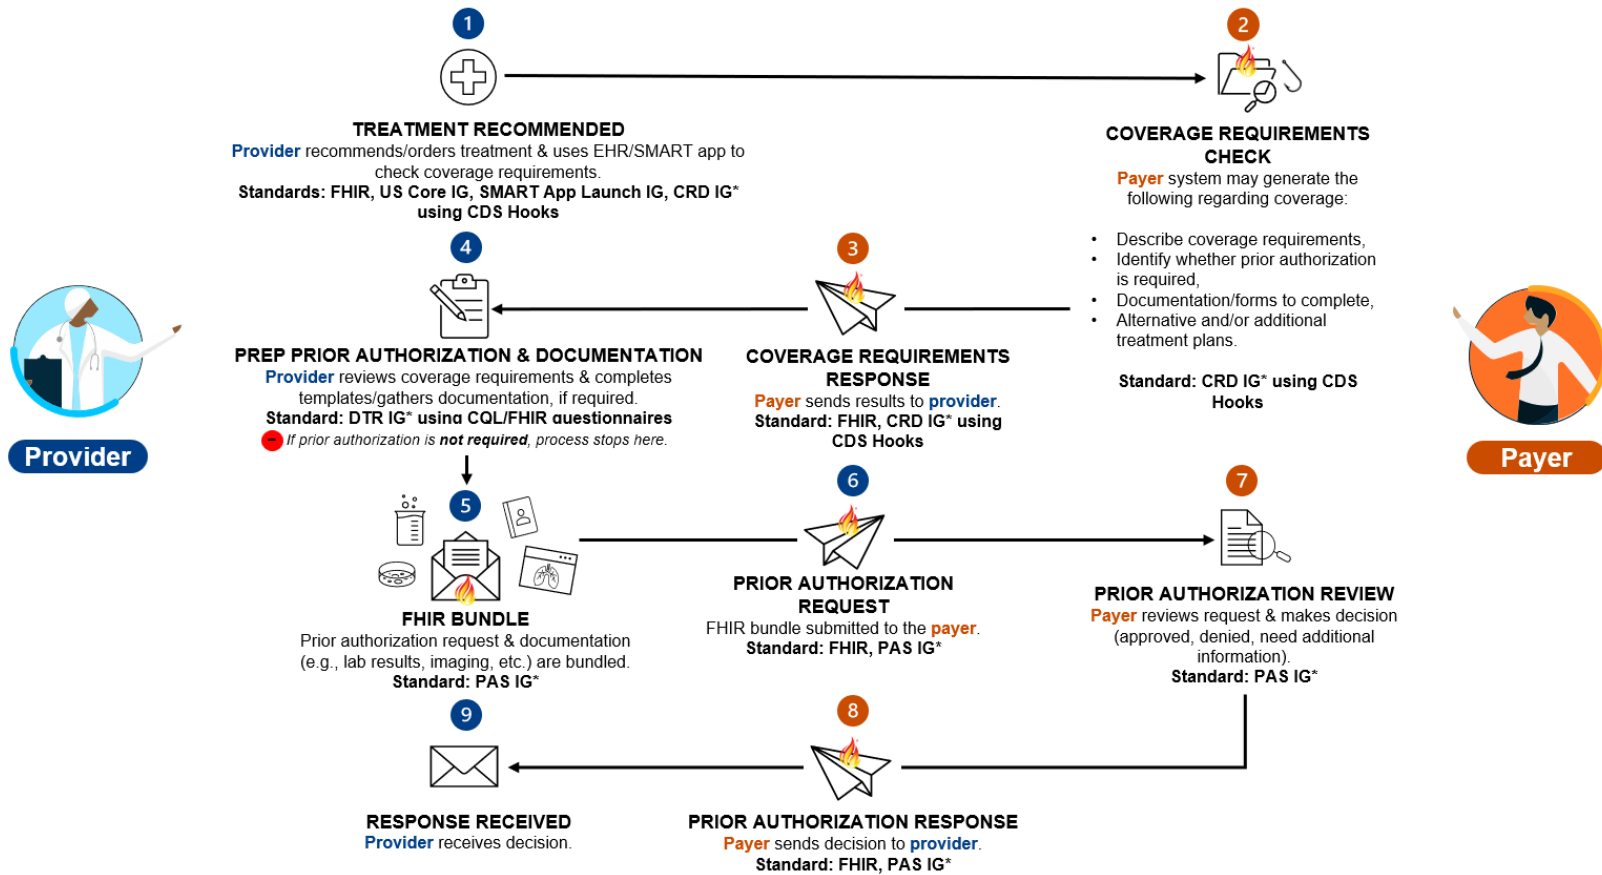 1
TREATMENT RECOMMENDED
Provider recommends/orders treatment & uses EHR/SMART app to
check coverage requirements.
Standards: FHIR, US Core IG, SMART App Launch IG, CRD IG*
using CDS Hooks
2
COVERAGE REQUIREMENTS
CHECK
Payer system may generate the
following regarding coverage:
• Describe coverage requirements,
• Identify whether prior authorization
is required,
• Documentation/forms to complete,
• Alternative and/or additional
treatment plans.
Standard: CRD IG* using CDS
Hooks
3
COVERAGE REQUIREMENTS
RESPONSE
Payer sends results to provider.
Standard: FHIR, CRD IG* using
CDS Hooks
4
PREP PRIOR AUTHORIZATION & DOCUMENTATION
Provider reviews coverage requirements & completes
templates/gathers documentation, if required.
Standard: DTR IG* using CQL/FHIR questionnaires
If prior authorization is not required, process stops here.
Provider
Payer
5
FHIR BUNDLE
Prior authorization request & documentation
(e.g., lab results, imaging, etc.) are bundled.
Standard: PAS IG*
6
PRIOR AUTHORIZATION
REQUEST
FHIR bundle submitted to the payer.
Standard: FHIR, PAS IG*
7
PRIOR AUTHORIZATION REVIEW
Payer reviews request & makes decision
(approved, denied, need additional
information).
Standard: PAS IG*
8
PRIOR AUTHORIZATION RESPONSE
Payer sends decision to provider.
Standard: FHIR, PAS IG*
9
RESPONSE RECEIVED
Provider receives decision.